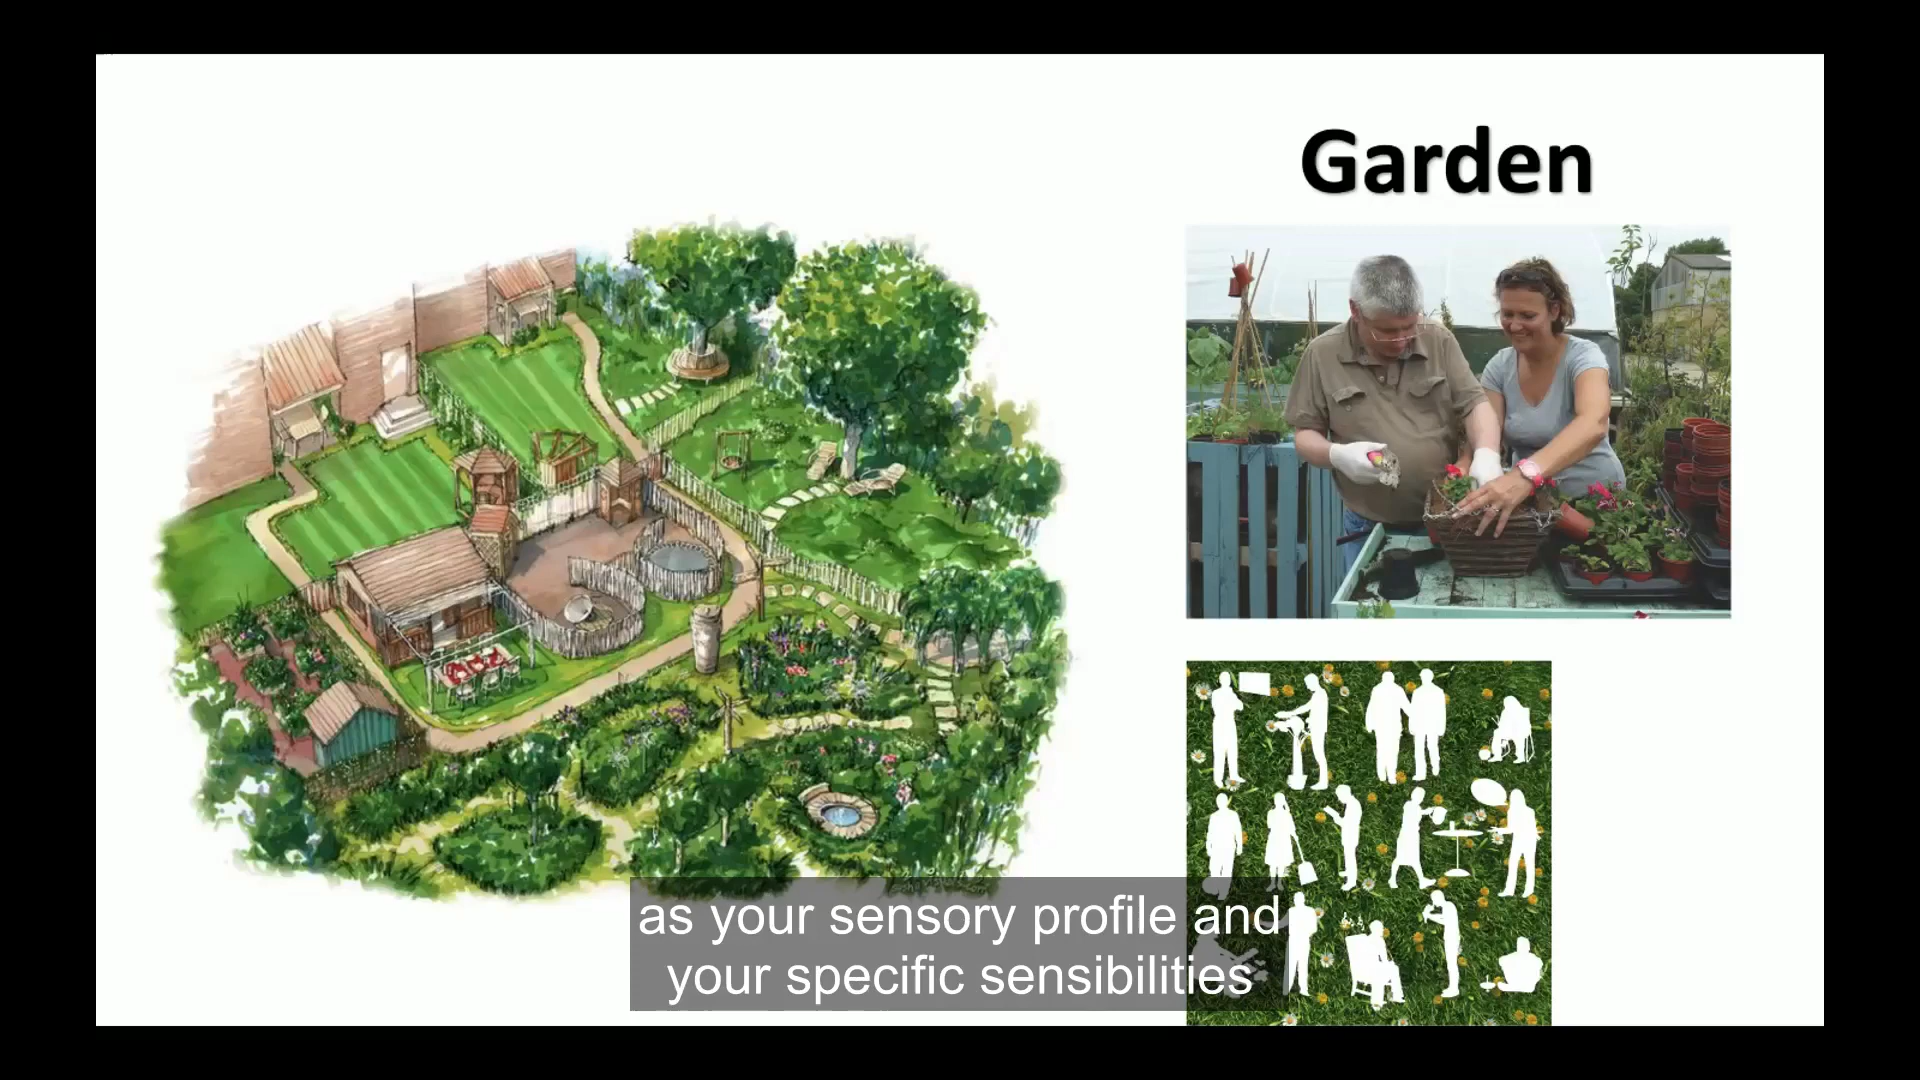 Garden
as your sensory profile and
your specific sensibilities